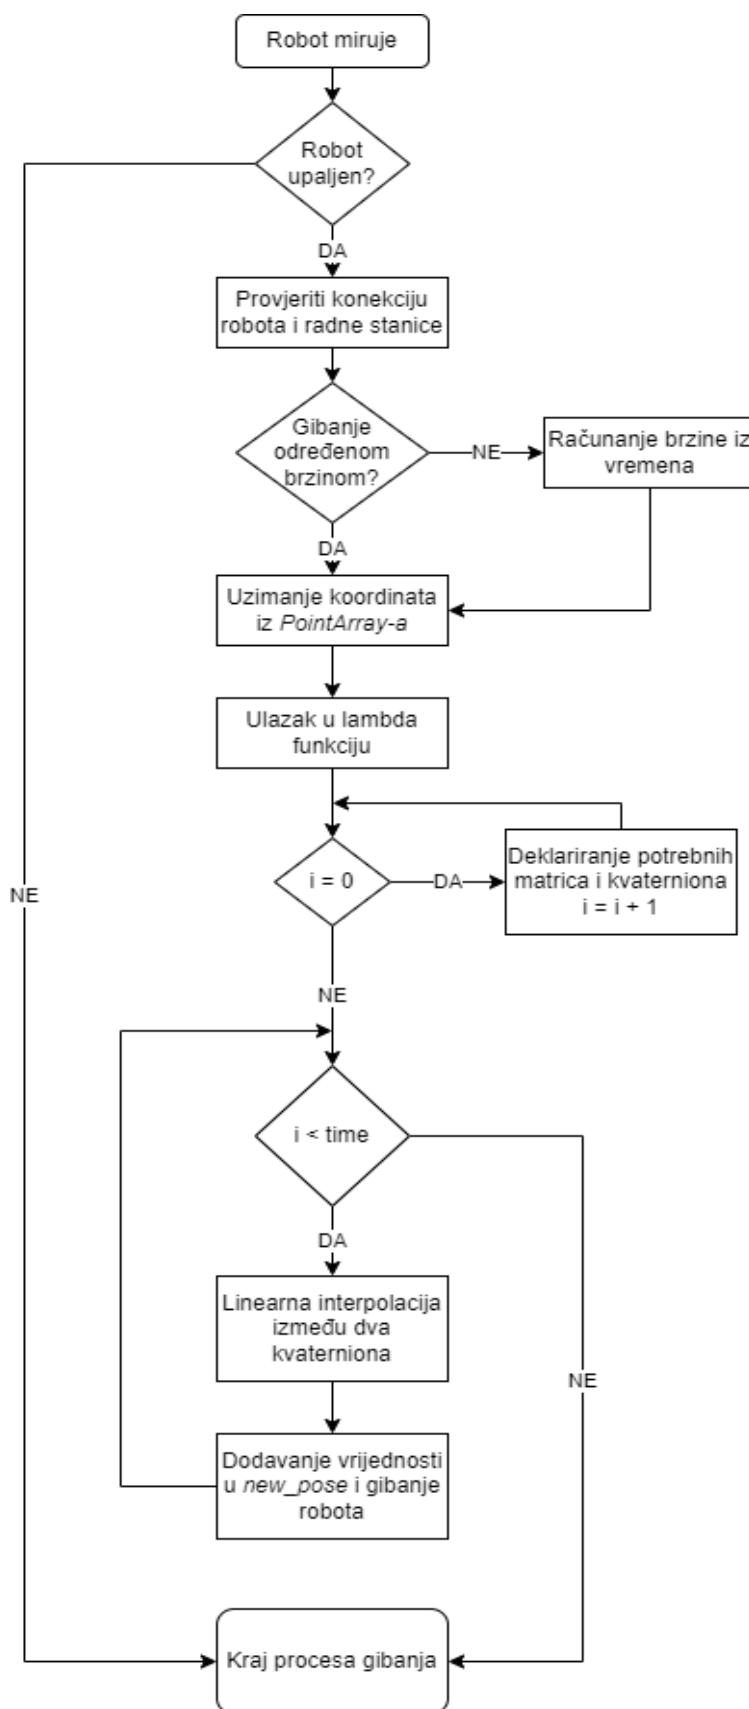 Robot miruje
Robot
upaljen?
DA
Provjeriti konekciju
robota i radne stanice
Gibanje
određenom
brzinom?
NE
Računanje brzine iz
vremena
DA
Uzimanje koordinata
iz PointArray-a
Ulazak u lambda
funkciju
i = 0
DA
Deklariranje potrebnih
matrica i kvaterniona
i = i + 1
NE
NE
i < time
DA
Linearna interpolacija
između dva
kvaterniona
NE
Dodavanje vrijednosti
u new_pose i gibanje
robota
Kraj procesa gibanja